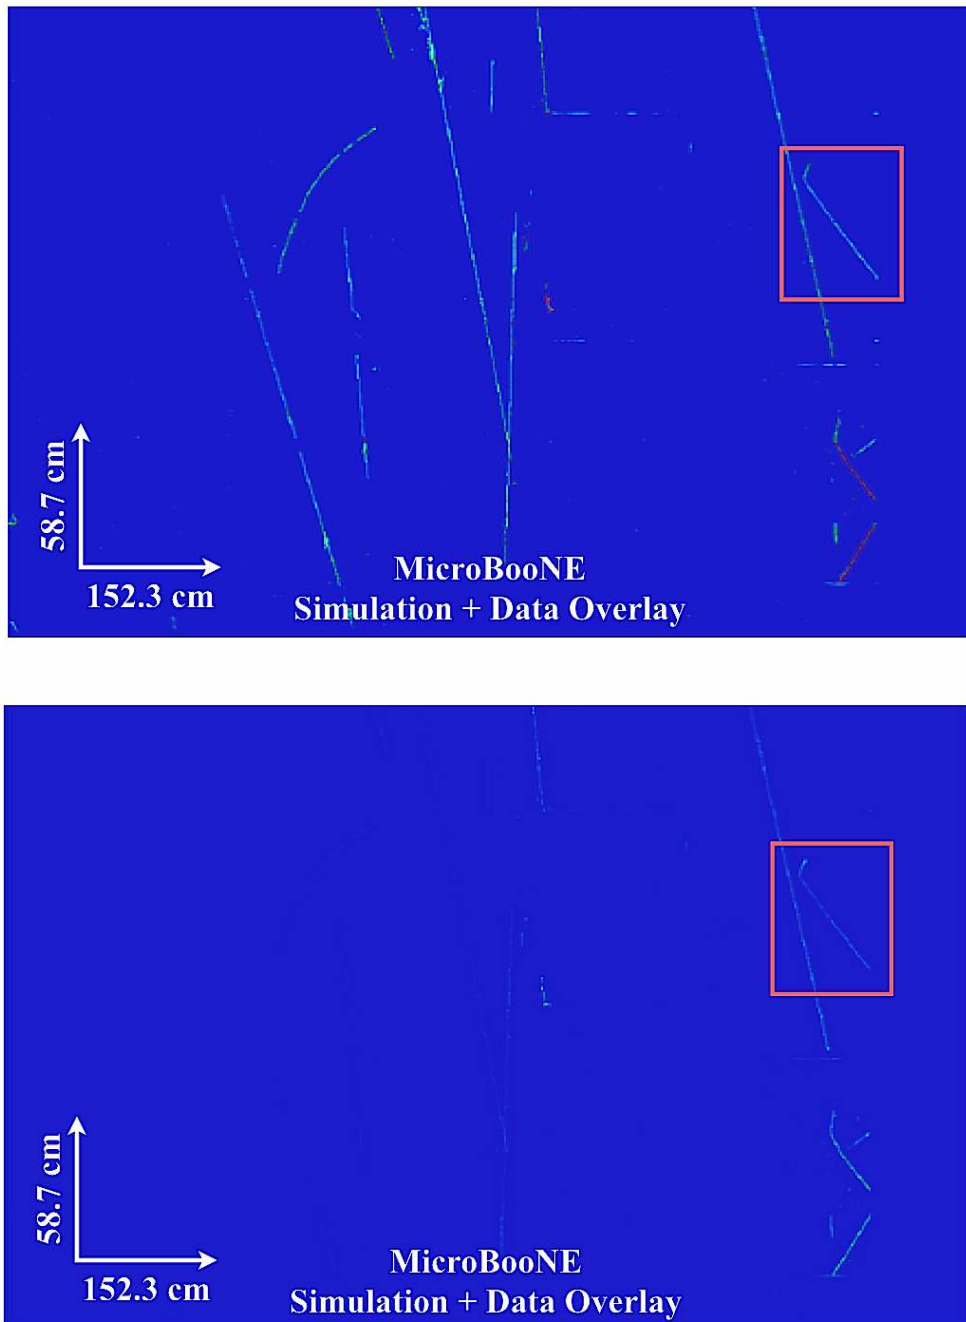 58.7 cm
152.3 cm
MicroBooNE
Simulation + Data Overlay
58.7 cm
152.3 cm
MicroBooNE
Simulation + Data Overlay